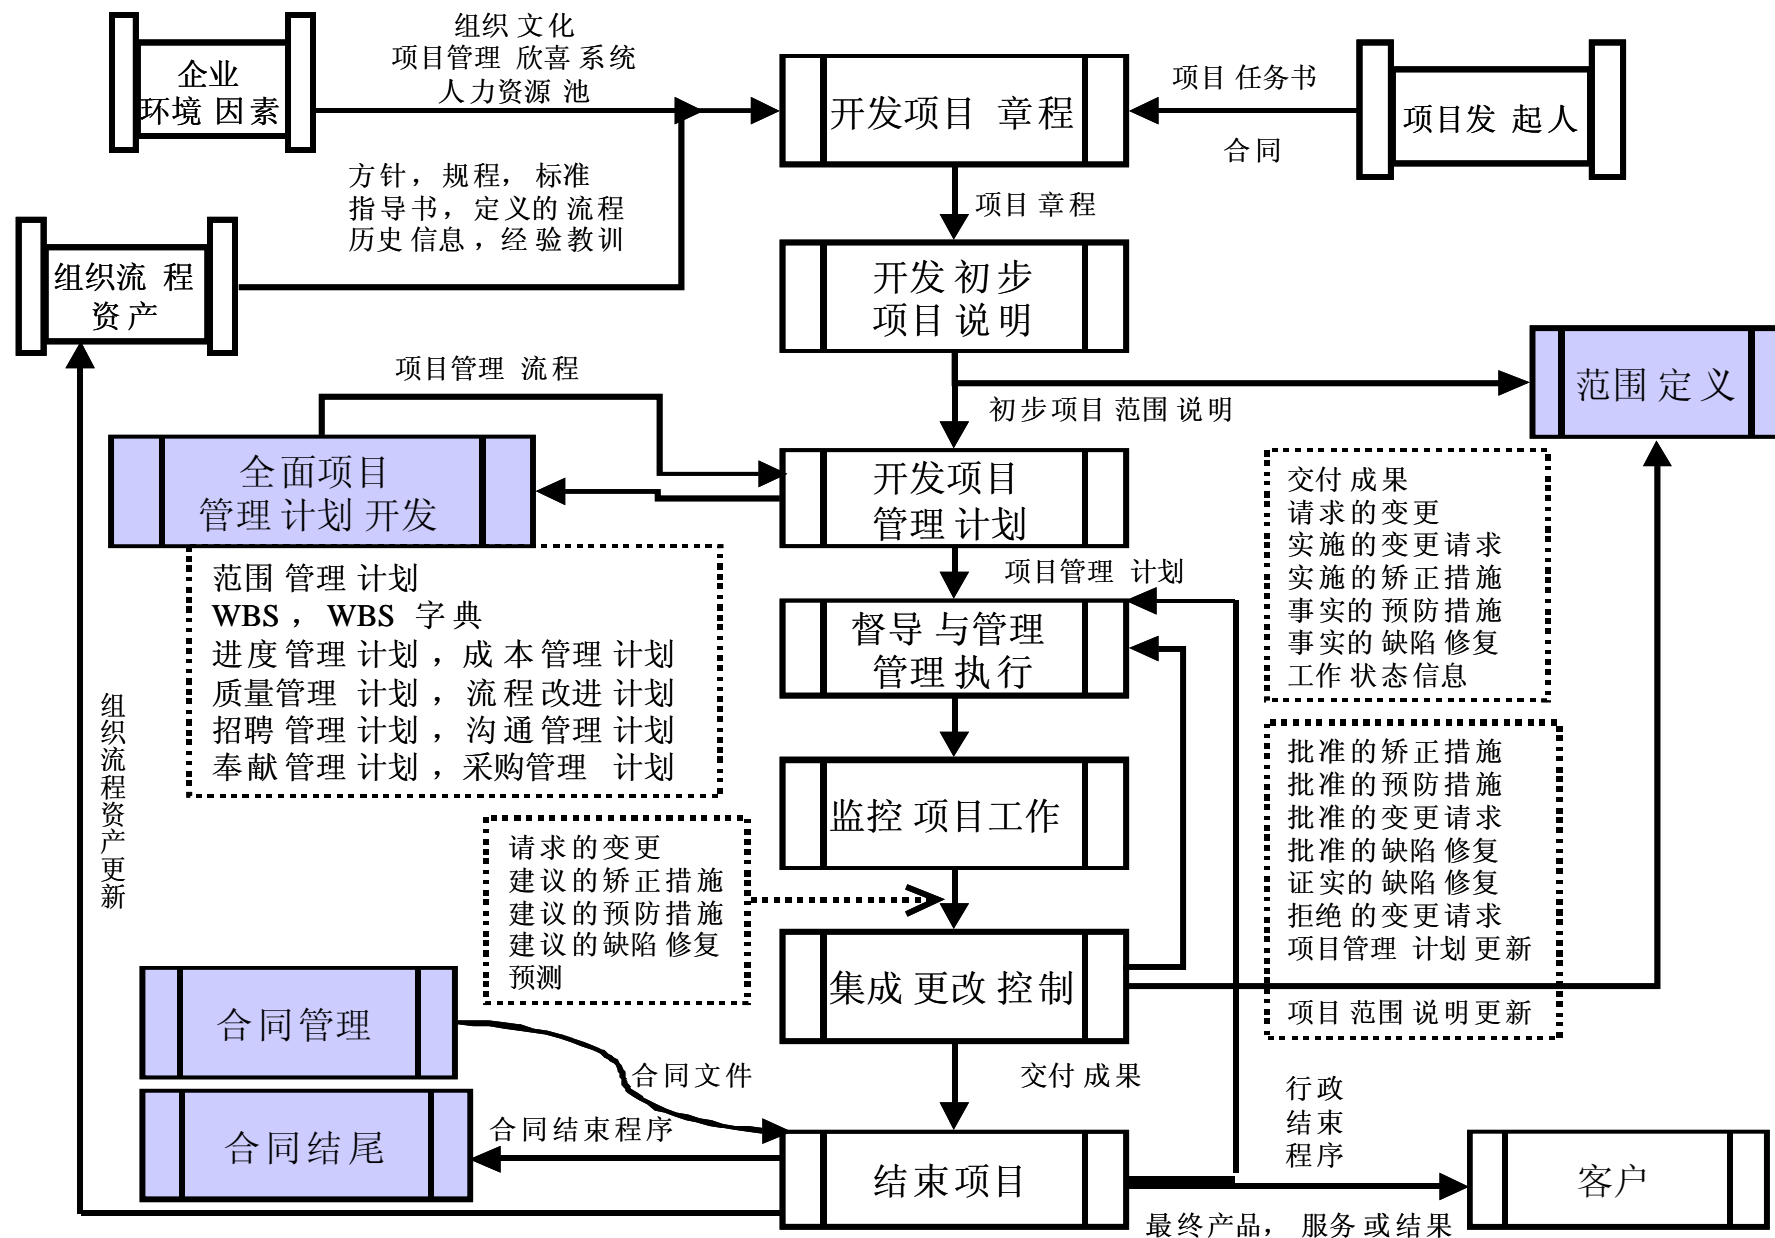 组织文化
项目管理 欣喜系统
人力资源池
企业
环境因素
开发项目 章程
项目任务书
合同
项目发起人
方针，规程，标准
指导书，定义的流程
历史信息，经验教训
项目章程
组织流程
资产
开发初步
项目说明
项目管理 流程
初步项目范围说明
范围定义
全面项目
管理计划开发
开发项目
管理计划
交付成果
请求的变更
实施的变更请求
实施的矫正措施
事实的预防措施
事实的缺陷修复
工作状态信息
项目管理 计划
范围管理计划
WBS，WBS 字典
进度管理计划，成本管理计划
质量管理 计划，流程改进计划
招聘管理计划，沟通管理计划
奉献管理计划，采购管理 计划
督导与管理
管理执行
组织流程资产更新
批准的矫正措施
批准的预防措施
批准的变更请求
批准的缺陷修复
证实的缺陷修复
拒绝的变更请求
项目管理 计划更新
项目范围说明更新
监控项目工作
请求的变更
建议的矫正措施
建议的预防措施
建议的缺陷修复
预测
集成更改控制
合同管理
合同文件
交付成果
合同结尾
合同结束程序
行政
结束
程序
结束项目
客户
最终产品，服务或结果